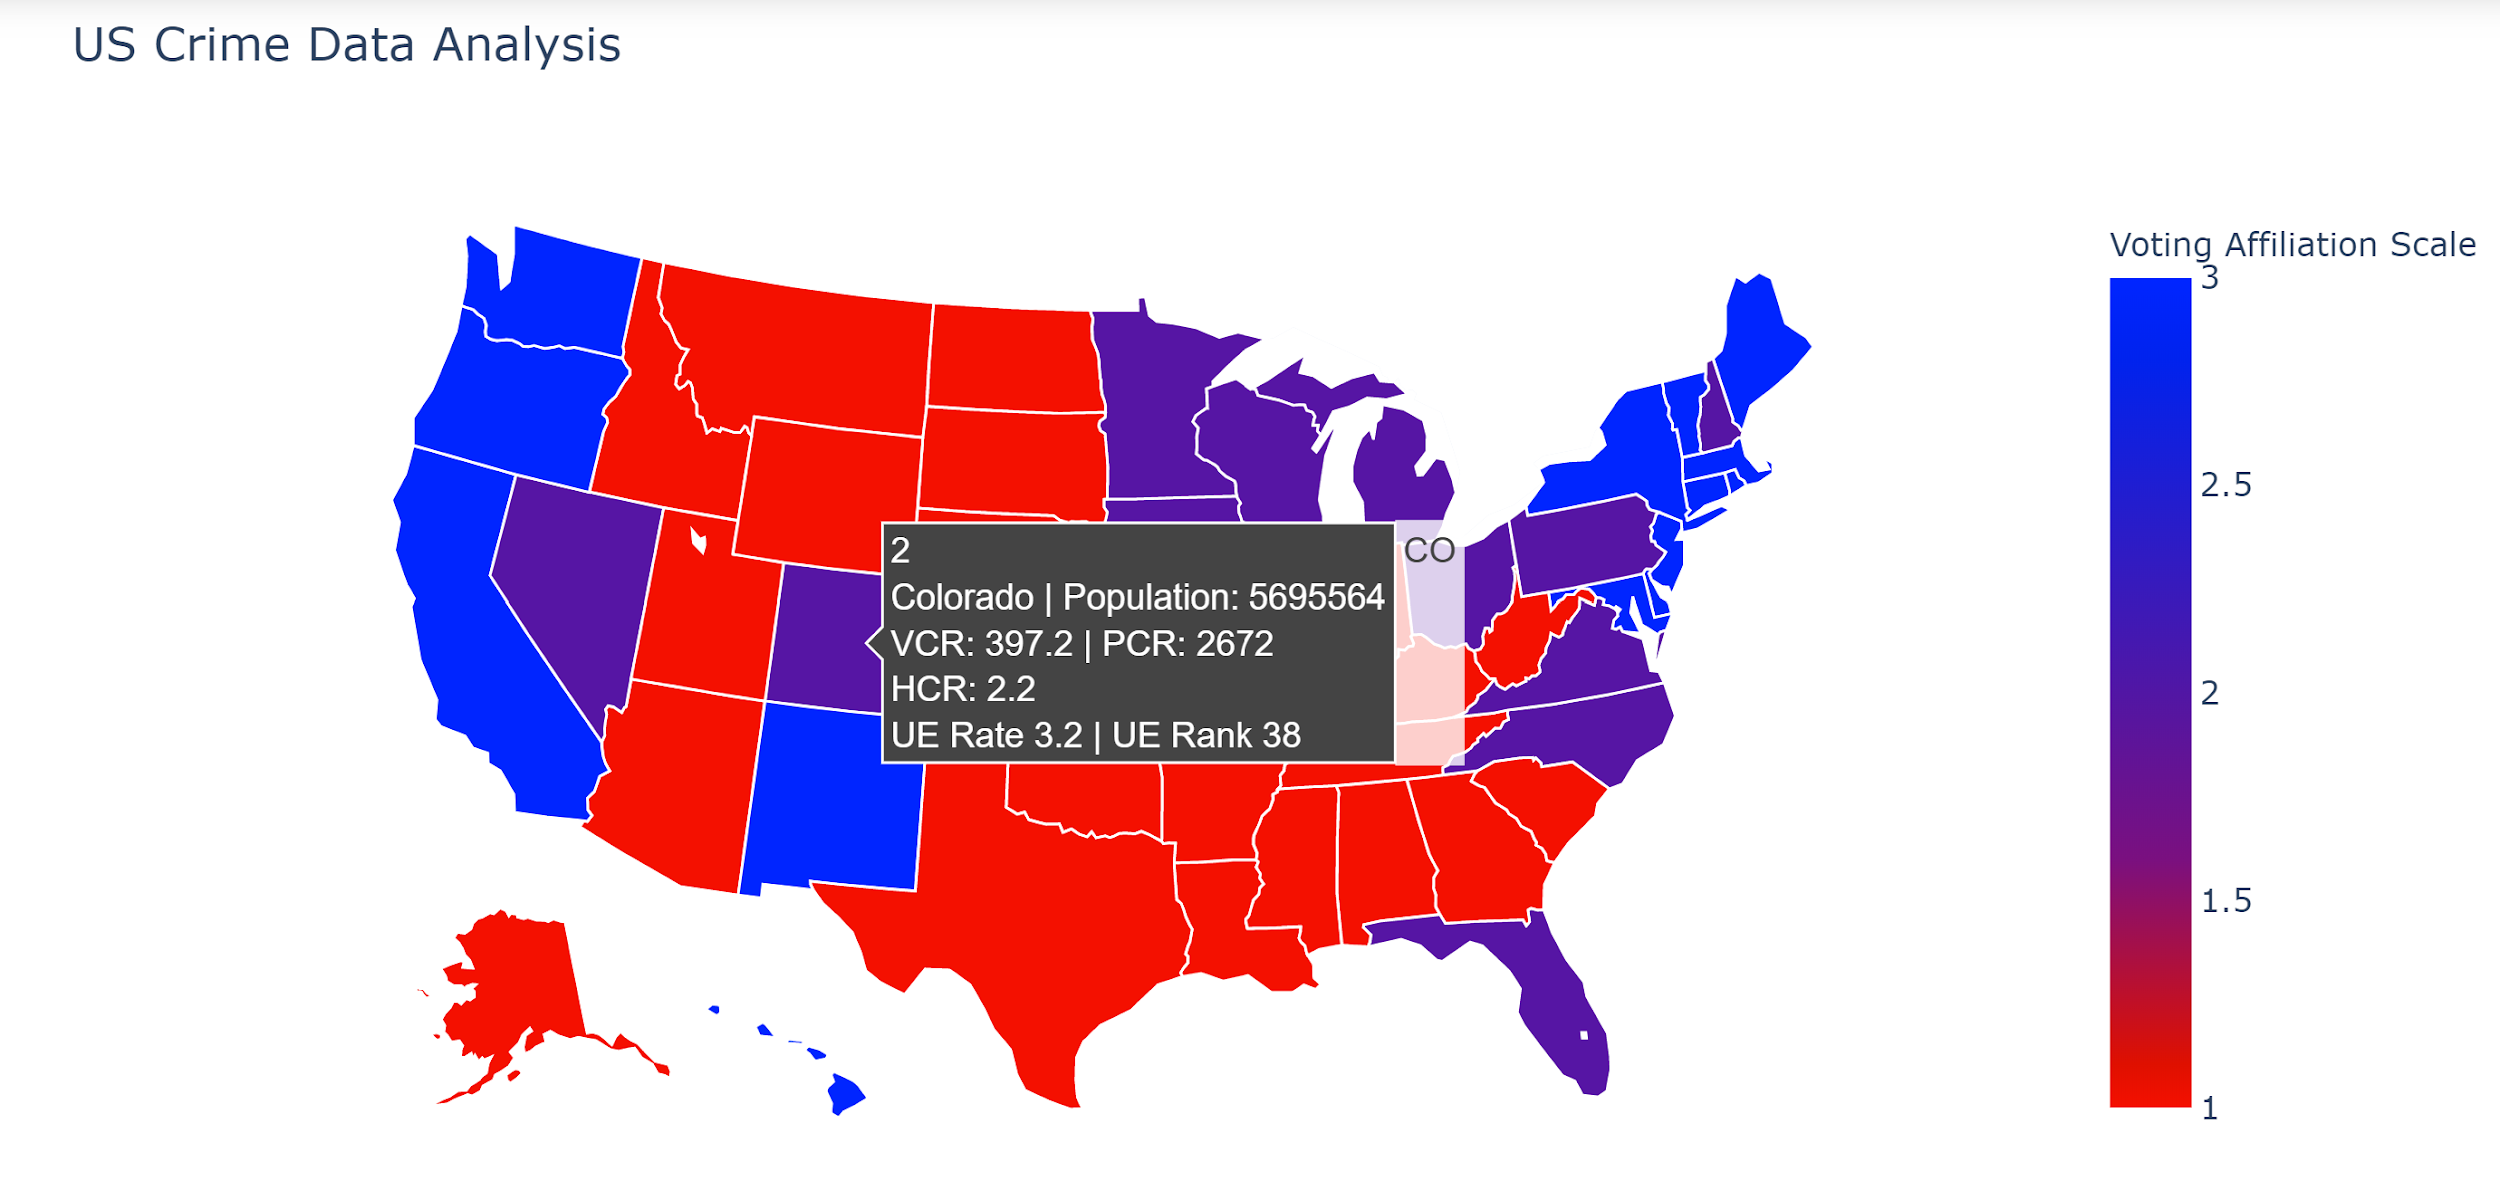 US Crime Data Analysis
Voting Affiliation Scale
3
2.5
2
1.5
1
2
Colorado | Population: 5695564
VCR: 397.2 | PCR: 2672
HCR: 2.2
UE Rate 3.2 | UE Rank 38
CO